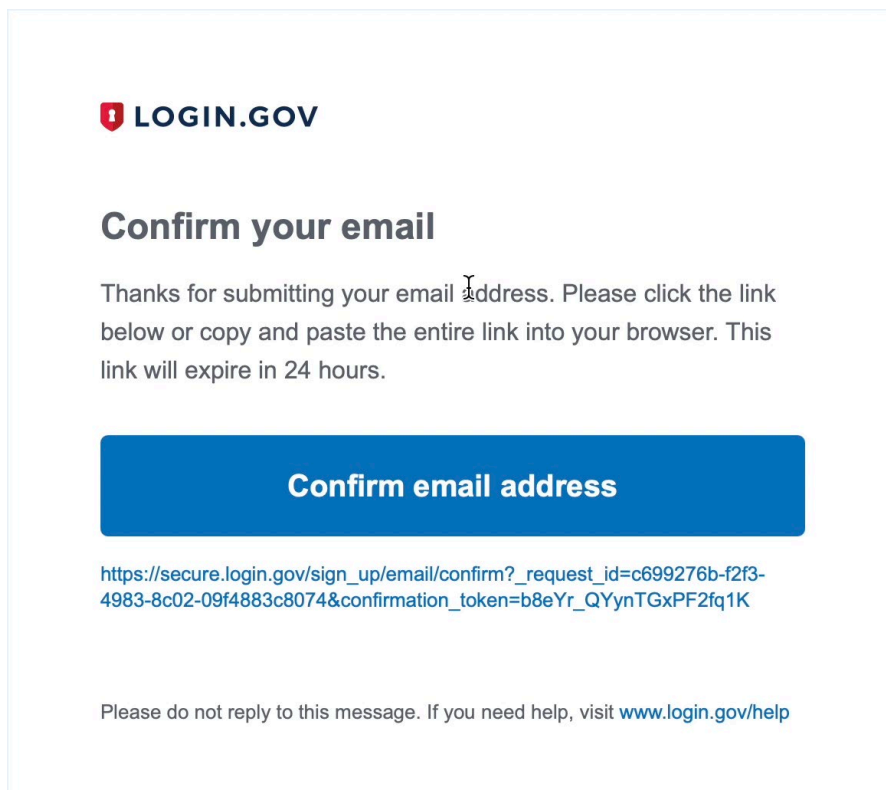 LOGIN.GOV
Confirm your email
Thanks for submitting your email address. Please click the link
below or copy and paste the entire link into your browser. This
link will expire in 24 hours.
Confirm email address
https://secure.login.gov/sign_up/email/confirm?_request_id=c699276b-f2f3-
4983-8c02-09f4883c8074&confirmation_token=b8eYr_QYynTGxPF2fq1K
Please do not reply to this message. If you need help, visit www.login.gov/help